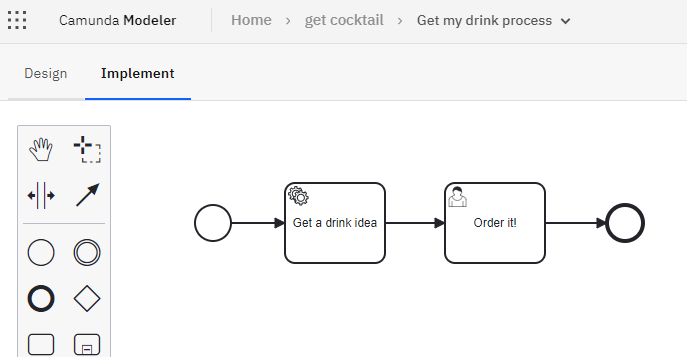 Camunda Modeler Home > get cocktail > Get my drink process
Design Implement
Get a drink idea Order it!